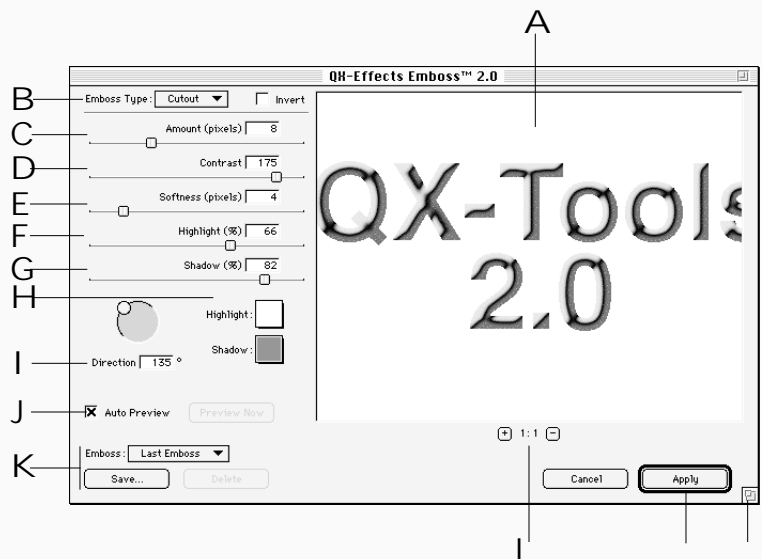 A
QX-Effects Emboss™ 2.0
B
Emboss Type: Cutout
Invert
C
Amount (pixels) 8
D
Contrast 175
E
Softness (pixels) 4
F
Highlight (%) 66
G
Shadow (%) 82
H
Highlight:
Shadow:
I
Direction 135 °
J
Auto Preview
Preview Now
QX-Tools
2.0
+ 1:1 −
K
Emboss: Last Emboss
Save...
Delete
Cancel
Apply
L